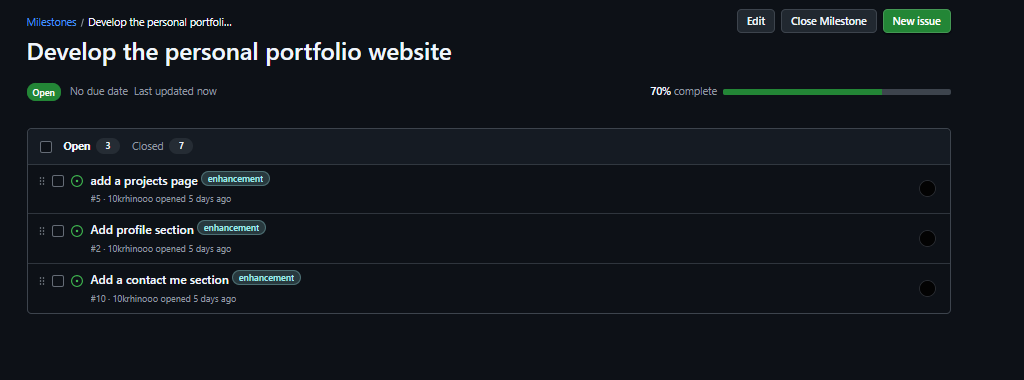 Milestones / Develop the personal portfoli...
Edit
Close Milestone
New issue
Develop the personal portfolio website
Open
No due date Last updated now
70% complete
Open 3 Closed 7
add a projects page enhancement
#5 · 10krhinooo opened 5 days ago
Add profile section enhancement
#2 · 10krhinooo opened 5 days ago
Add a contact me section enhancement
#10 · 10krhinooo opened 5 days ago